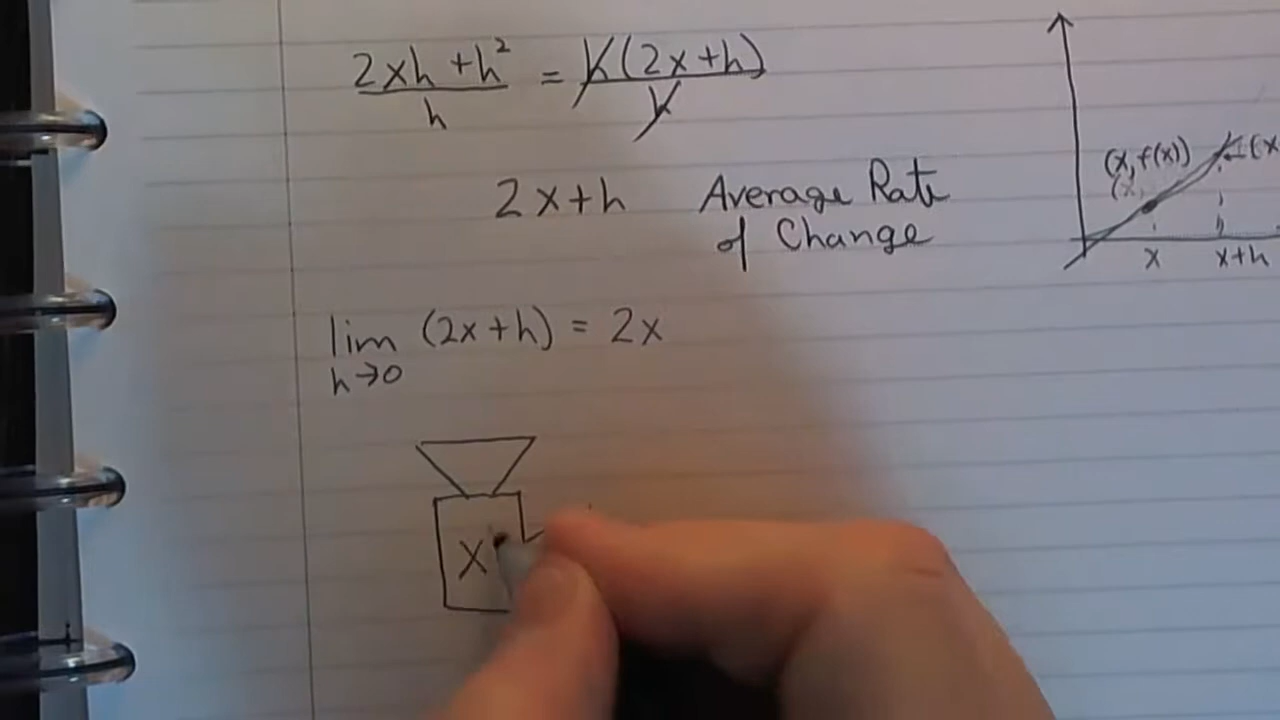 2xh + h² / h = h(2x+h) / h
(x, f(x))
(x
(x,
2x+h Average Rate
of Change
x x+h
lim (2x+h) = 2x
h→0
x